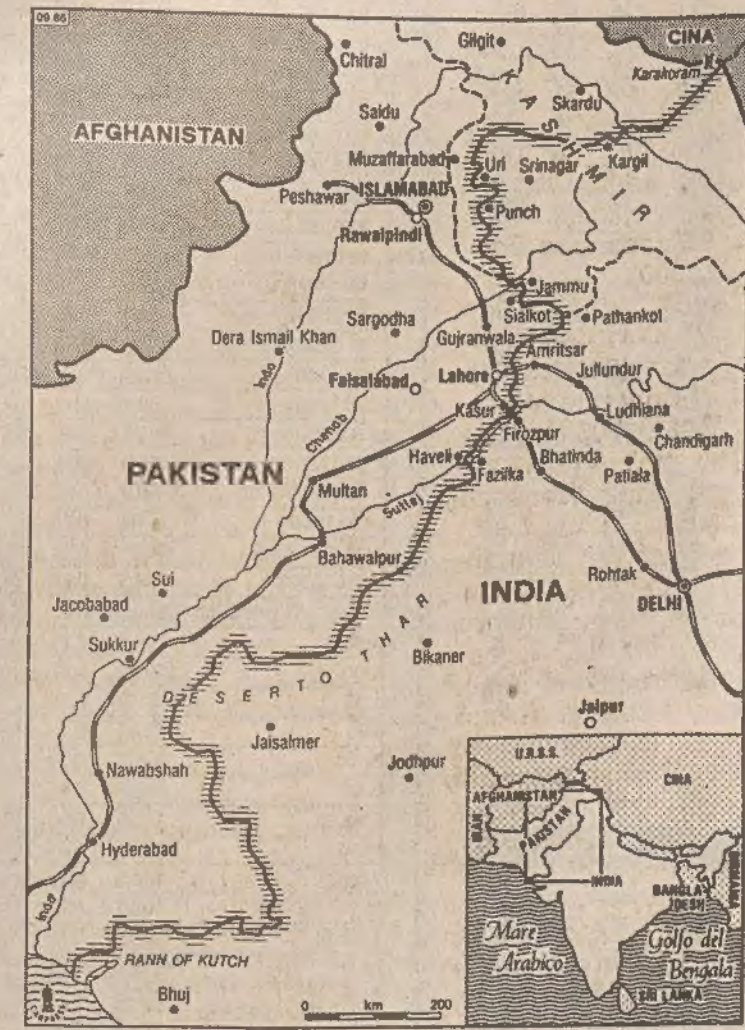 09 86
Gilgit
CINA
Chitral
Karakoram
Skardu
Saidu
KASHMIR
AFGHANISTAN
Muzaffarabad
Uri
Srinagar
Kargil
Peshawar
ISLAMABAD
Punch
Rawalpindi
Jammu
Sialkot
Pathankot
Sargodha
Gujranwala
Dera Ismail Khan
Amritsar
Indo
Lahore
Jullundur
Faisalabad
Kasur
Ludhiana
Chenab
Firozpur
Chandigarh
Haveli
Fazilka
Bhatinda
Patiala
PAKISTAN
Multan
Sutlej
Bahawalpur
Rohtak
Sui
INDIA
DELHI
Jacobabad
Sukkur
Bikaner
DESERTO THAR
Jaipur
Jaisalmer
Nawabshah
Jodhpur
Hyderabad
Indo
RANN OF KUTCH
Bhuj
0 km 200
U.R.S.S.
CINA
AFGHANISTAN
IRAN
PAKISTAN
INDIA
BANGLA
DESH
BIRMANIA
Mare
Arabico
Golfo del
Bengala
SRI LANKA